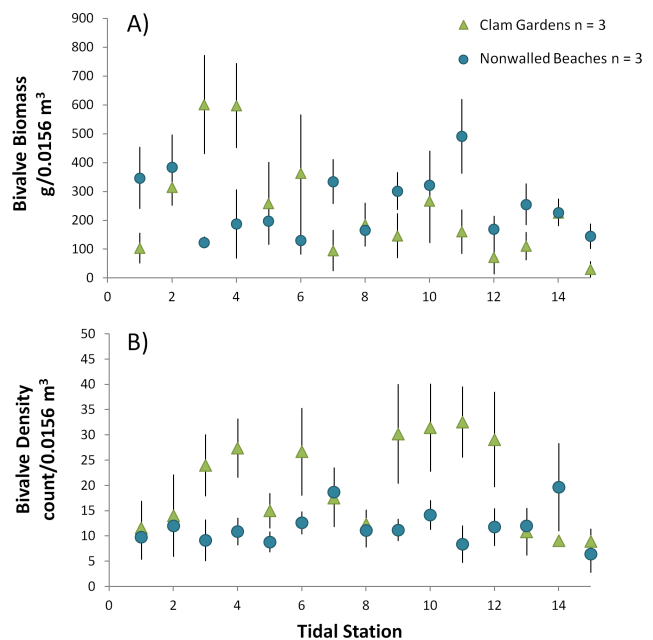 A)
Clam Gardens n = 3
Nonwalled Beaches n = 3
Bivalve Biomass
g/0.0156 m³
900
800
700
600
500
400
300
200
100
0
0 2 4 6 8 10 12 14
B)
Bivalve Density
count/0.0156 m³
50
45
40
35
30
25
20
15
10
5
0
0 2 4 6 8 10 12 14
Tidal Station